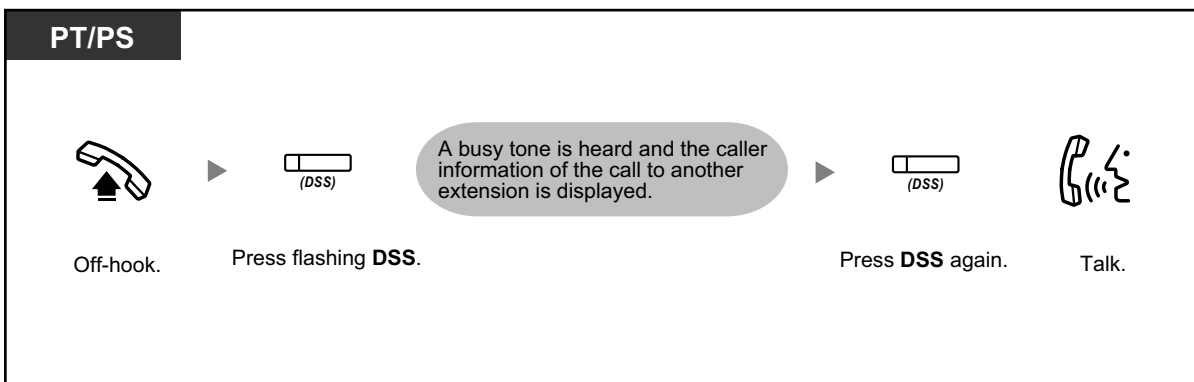 PT/PS
A busy tone is heard and the caller
information of the call to another
extension is displayed.
(DSS)
(DSS)
Off-hook.
Press flashing DSS.
Press DSS again.
Talk.